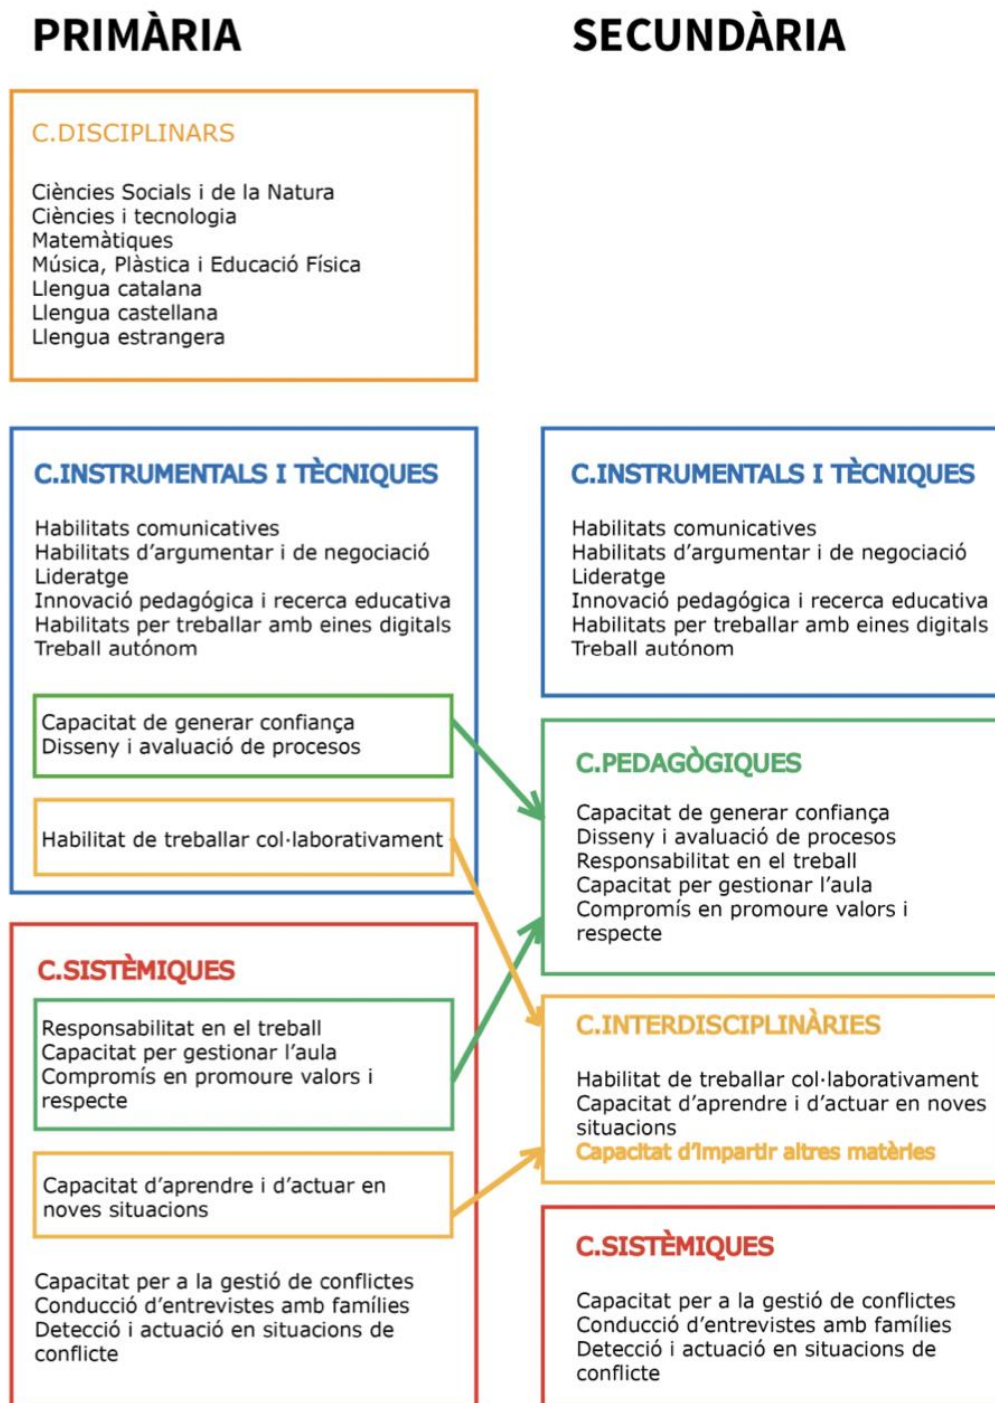 PRIMÀRIA
C.DISCIPLINARS
Ciències Socials i de la Natura
Ciències i tecnologia
Matemàtiques
Música, Plàstica i Educació Física
Llengua catalana
Llengua castellana
Llengua estrangera
C.INSTRUMENTALS I TÈCNIQUES
Habilitats comunicatives
Habilitats d’argumentar i de negociació
Lideratge
Innovació pedagógica i recerca educativa
Habilitats per treballar amb eines digitals
Treball autónom
Capacitat de generar confiança
Disseny i avaluació de procesos
Habilitat de treballar col·laborativament
C.SISTÈMIQUES
Responsabilitat en el treball
Capacitat per gestionar l’aula
Compromís en promoure valors i
respecte
Capacitat d’aprendre i d’actuar en
noves situacions
Capacitat per a la gestió de conflictes
Conducció d’entrevistes amb famílies
Detecció i actuació en situacions de
conflicte
SECUNDÀRIA
C.INSTRUMENTALS I TÈCNIQUES
Habilitats comunicatives
Habilitats d’argumentar i de negociació
Lideratge
Innovació pedagógica i recerca educativa
Habilitats per treballar amb eines digitals
Treball autónom
C.PEDAGÒGIQUES
Capacitat de generar confiança
Disseny i avaluació de procesos
Responsabilitat en el treball
Capacitat per gestionar l’aula
Compromís en promoure valors i
respecte
C.INTERDISCIPLINÀRIES
Habilitat de treballar col·laborativament
Capacitat d’aprendre i d’actuar en noves
situacions
Capacitat d’impartir altres matèries
C.SISTÈMIQUES
Capacitat per a la gestió de conflictes
Conducció d’entrevistes amb famílies
Detecció i actuació en situacions de
conflicte